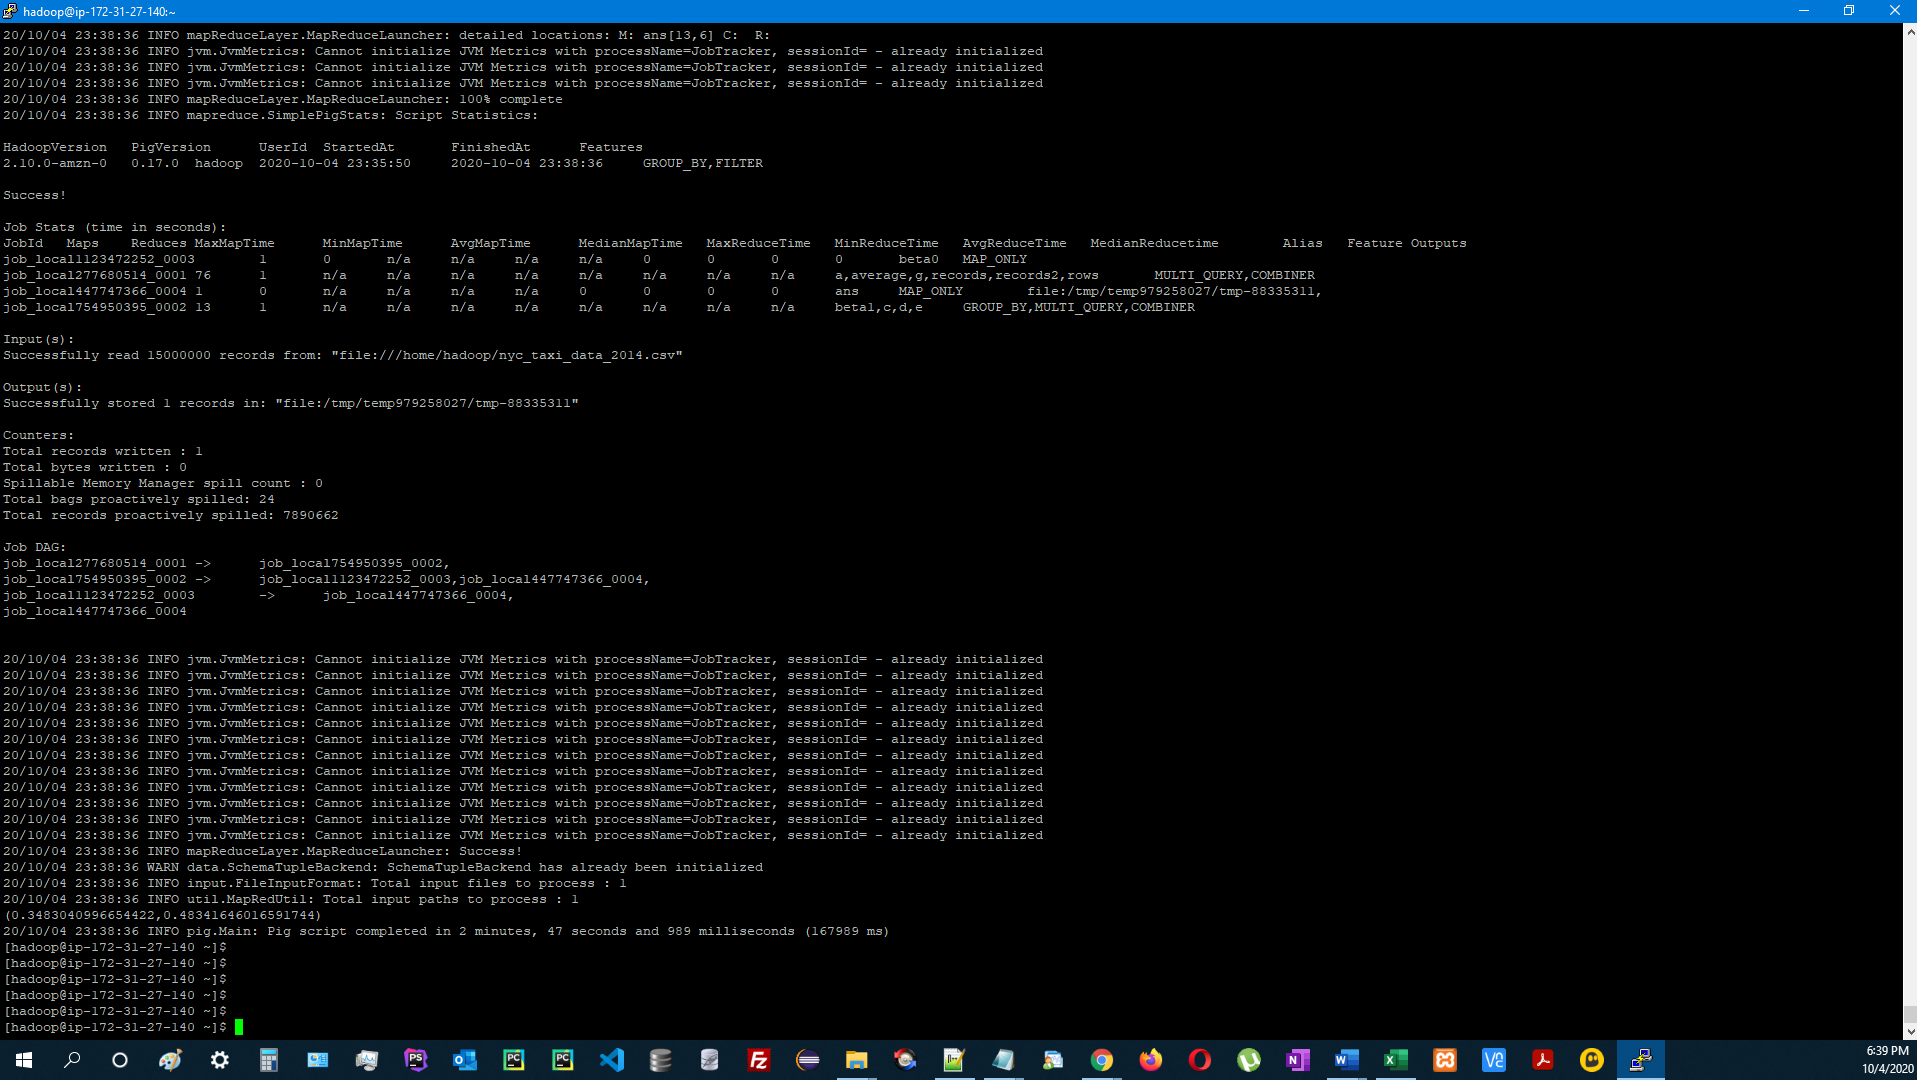 hadoop@ip-172-31-27-140:~
20/10/04 23:38:36 INFO mapReduceLayer.MapReduceLauncher: detailed locations: M: ans[13,6] C:  R:
20/10/04 23:38:36 INFO jvm.JvmMetrics: Cannot initialize JVM Metrics with processName=JobTracker, sessionId= - already initialized
20/10/04 23:38:36 INFO jvm.JvmMetrics: Cannot initialize JVM Metrics with processName=JobTracker, sessionId= - already initialized
20/10/04 23:38:36 INFO jvm.JvmMetrics: Cannot initialize JVM Metrics with processName=JobTracker, sessionId= - already initialized
20/10/04 23:38:36 INFO mapReduceLayer.MapReduceLauncher: 100% complete
20/10/04 23:38:36 INFO mapreduce.SimplePigStats: Script Statistics:
HadoopVersion PigVersion UserId StartedAt FinishedAt Features
2.10.0-amzn-0 0.17.0 hadoop 2020-10-04 23:35:50 2020-10-04 23:38:36 GROUP_BY,FILTER
Success!
Job Stats (time in seconds):
JobId Maps Reduces MaxMapTime MinMapTime AvgMapTime MedianMapTime MaxReduceTime MinReduceTime AvgReduceTime MedianReducetime Alias Feature Outputs
job_local1123472252_0003 1 0 n/a n/a n/a n/a 0 0 0 0 beta0 MAP_ONLY
job_local277680514_0001 76 1 n/a n/a n/a n/a n/a n/a n/a n/a a,average,g,records,records2,rows MULTI_QUERY,COMBINER
job_local447747366_0004 1 0 n/a n/a n/a n/a 0 0 0 0 ans MAP_ONLY file:/tmp/temp979258027/tmp-88335311,
job_local754950395_0002 13 1 n/a n/a n/a n/a n/a n/a n/a n/a beta1,c,d,e GROUP_BY,MULTI_QUERY,COMBINER
Input(s):
Successfully read 15000000 records from: "file:///home/hadoop/nyc_taxi_data_2014.csv"
Output(s):
Successfully stored 1 records in: "file:/tmp/temp979258027/tmp-88335311"
Counters:
Total records written : 1
Total bytes written : 0
Spillable Memory Manager spill count : 0
Total bags proactively spilled: 24
Total records proactively spilled: 7890662
Job DAG:
job_local277680514_0001 -> job_local754950395_0002,
job_local754950395_0002 -> job_local1123472252_0003,job_local447747366_0004,
job_local1123472252_0003 -> job_local447747366_0004,
job_local447747366_0004
20/10/04 23:38:36 INFO jvm.JvmMetrics: Cannot initialize JVM Metrics with processName=JobTracker, sessionId= - already initialized
20/10/04 23:38:36 INFO jvm.JvmMetrics: Cannot initialize JVM Metrics with processName=JobTracker, sessionId= - already initialized
20/10/04 23:38:36 INFO jvm.JvmMetrics: Cannot initialize JVM Metrics with processName=JobTracker, sessionId= - already initialized
20/10/04 23:38:36 INFO jvm.JvmMetrics: Cannot initialize JVM Metrics with processName=JobTracker, sessionId= - already initialized
20/10/04 23:38:36 INFO jvm.JvmMetrics: Cannot initialize JVM Metrics with processName=JobTracker, sessionId= - already initialized
20/10/04 23:38:36 INFO jvm.JvmMetrics: Cannot initialize JVM Metrics with processName=JobTracker, sessionId= - already initialized
20/10/04 23:38:36 INFO jvm.JvmMetrics: Cannot initialize JVM Metrics with processName=JobTracker, sessionId= - already initialized
20/10/04 23:38:36 INFO jvm.JvmMetrics: Cannot initialize JVM Metrics with processName=JobTracker, sessionId= - already initialized
20/10/04 23:38:36 INFO jvm.JvmMetrics: Cannot initialize JVM Metrics with processName=JobTracker, sessionId= - already initialized
20/10/04 23:38:36 INFO jvm.JvmMetrics: Cannot initialize JVM Metrics with processName=JobTracker, sessionId= - already initialized
20/10/04 23:38:36 INFO jvm.JvmMetrics: Cannot initialize JVM Metrics with processName=JobTracker, sessionId= - already initialized
20/10/04 23:38:36 INFO jvm.JvmMetrics: Cannot initialize JVM Metrics with processName=JobTracker, sessionId= - already initialized
20/10/04 23:38:36 INFO mapReduceLayer.MapReduceLauncher: Success!
20/10/04 23:38:36 WARN data.SchemaTupleBackend: SchemaTupleBackend has already been initialized
20/10/04 23:38:36 INFO input.FileInputFormat: Total input files to process : 1
20/10/04 23:38:36 INFO util.MapRedUtil: Total input paths to process : 1
(0.3483040996654422,0.48341646016591744)
20/10/04 23:38:36 INFO pig.Main: Pig script completed in 2 minutes, 47 seconds and 989 milliseconds (167989 ms)
[hadoop@ip-172-31-27-140 ~]$
[hadoop@ip-172-31-27-140 ~]$
[hadoop@ip-172-31-27-140 ~]$
[hadoop@ip-172-31-27-140 ~]$
[hadoop@ip-172-31-27-140 ~]$
[hadoop@ip-172-31-27-140 ~]$
6:39 PM
10/4/2020